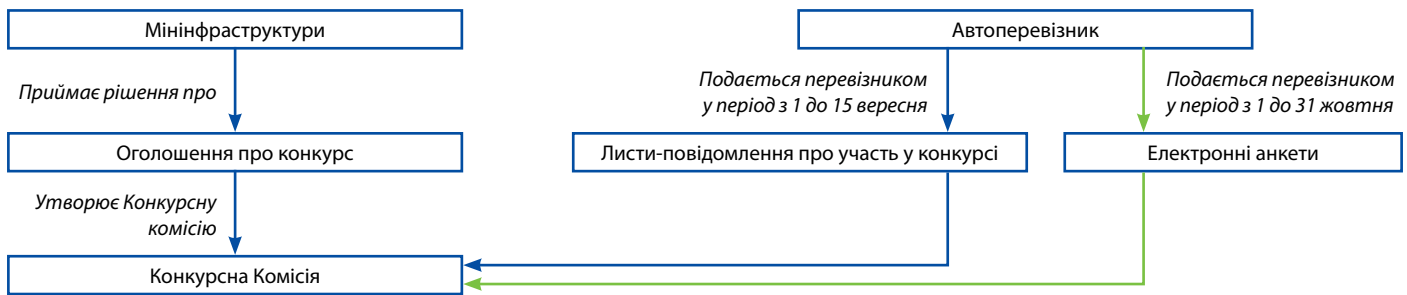 Мінінфраструктури
Автоперевізник
Приймає рішення про
Подається перевізником
у період з 1 до 15 вересня
Подається перевізником
у період з 1 до 31 жовтня
Оголошення про конкурс
Листи-повідомлення про участь у конкурсі
Електронні анкети
Утворює Конкурсну
комісію
Конкурсна Комісія